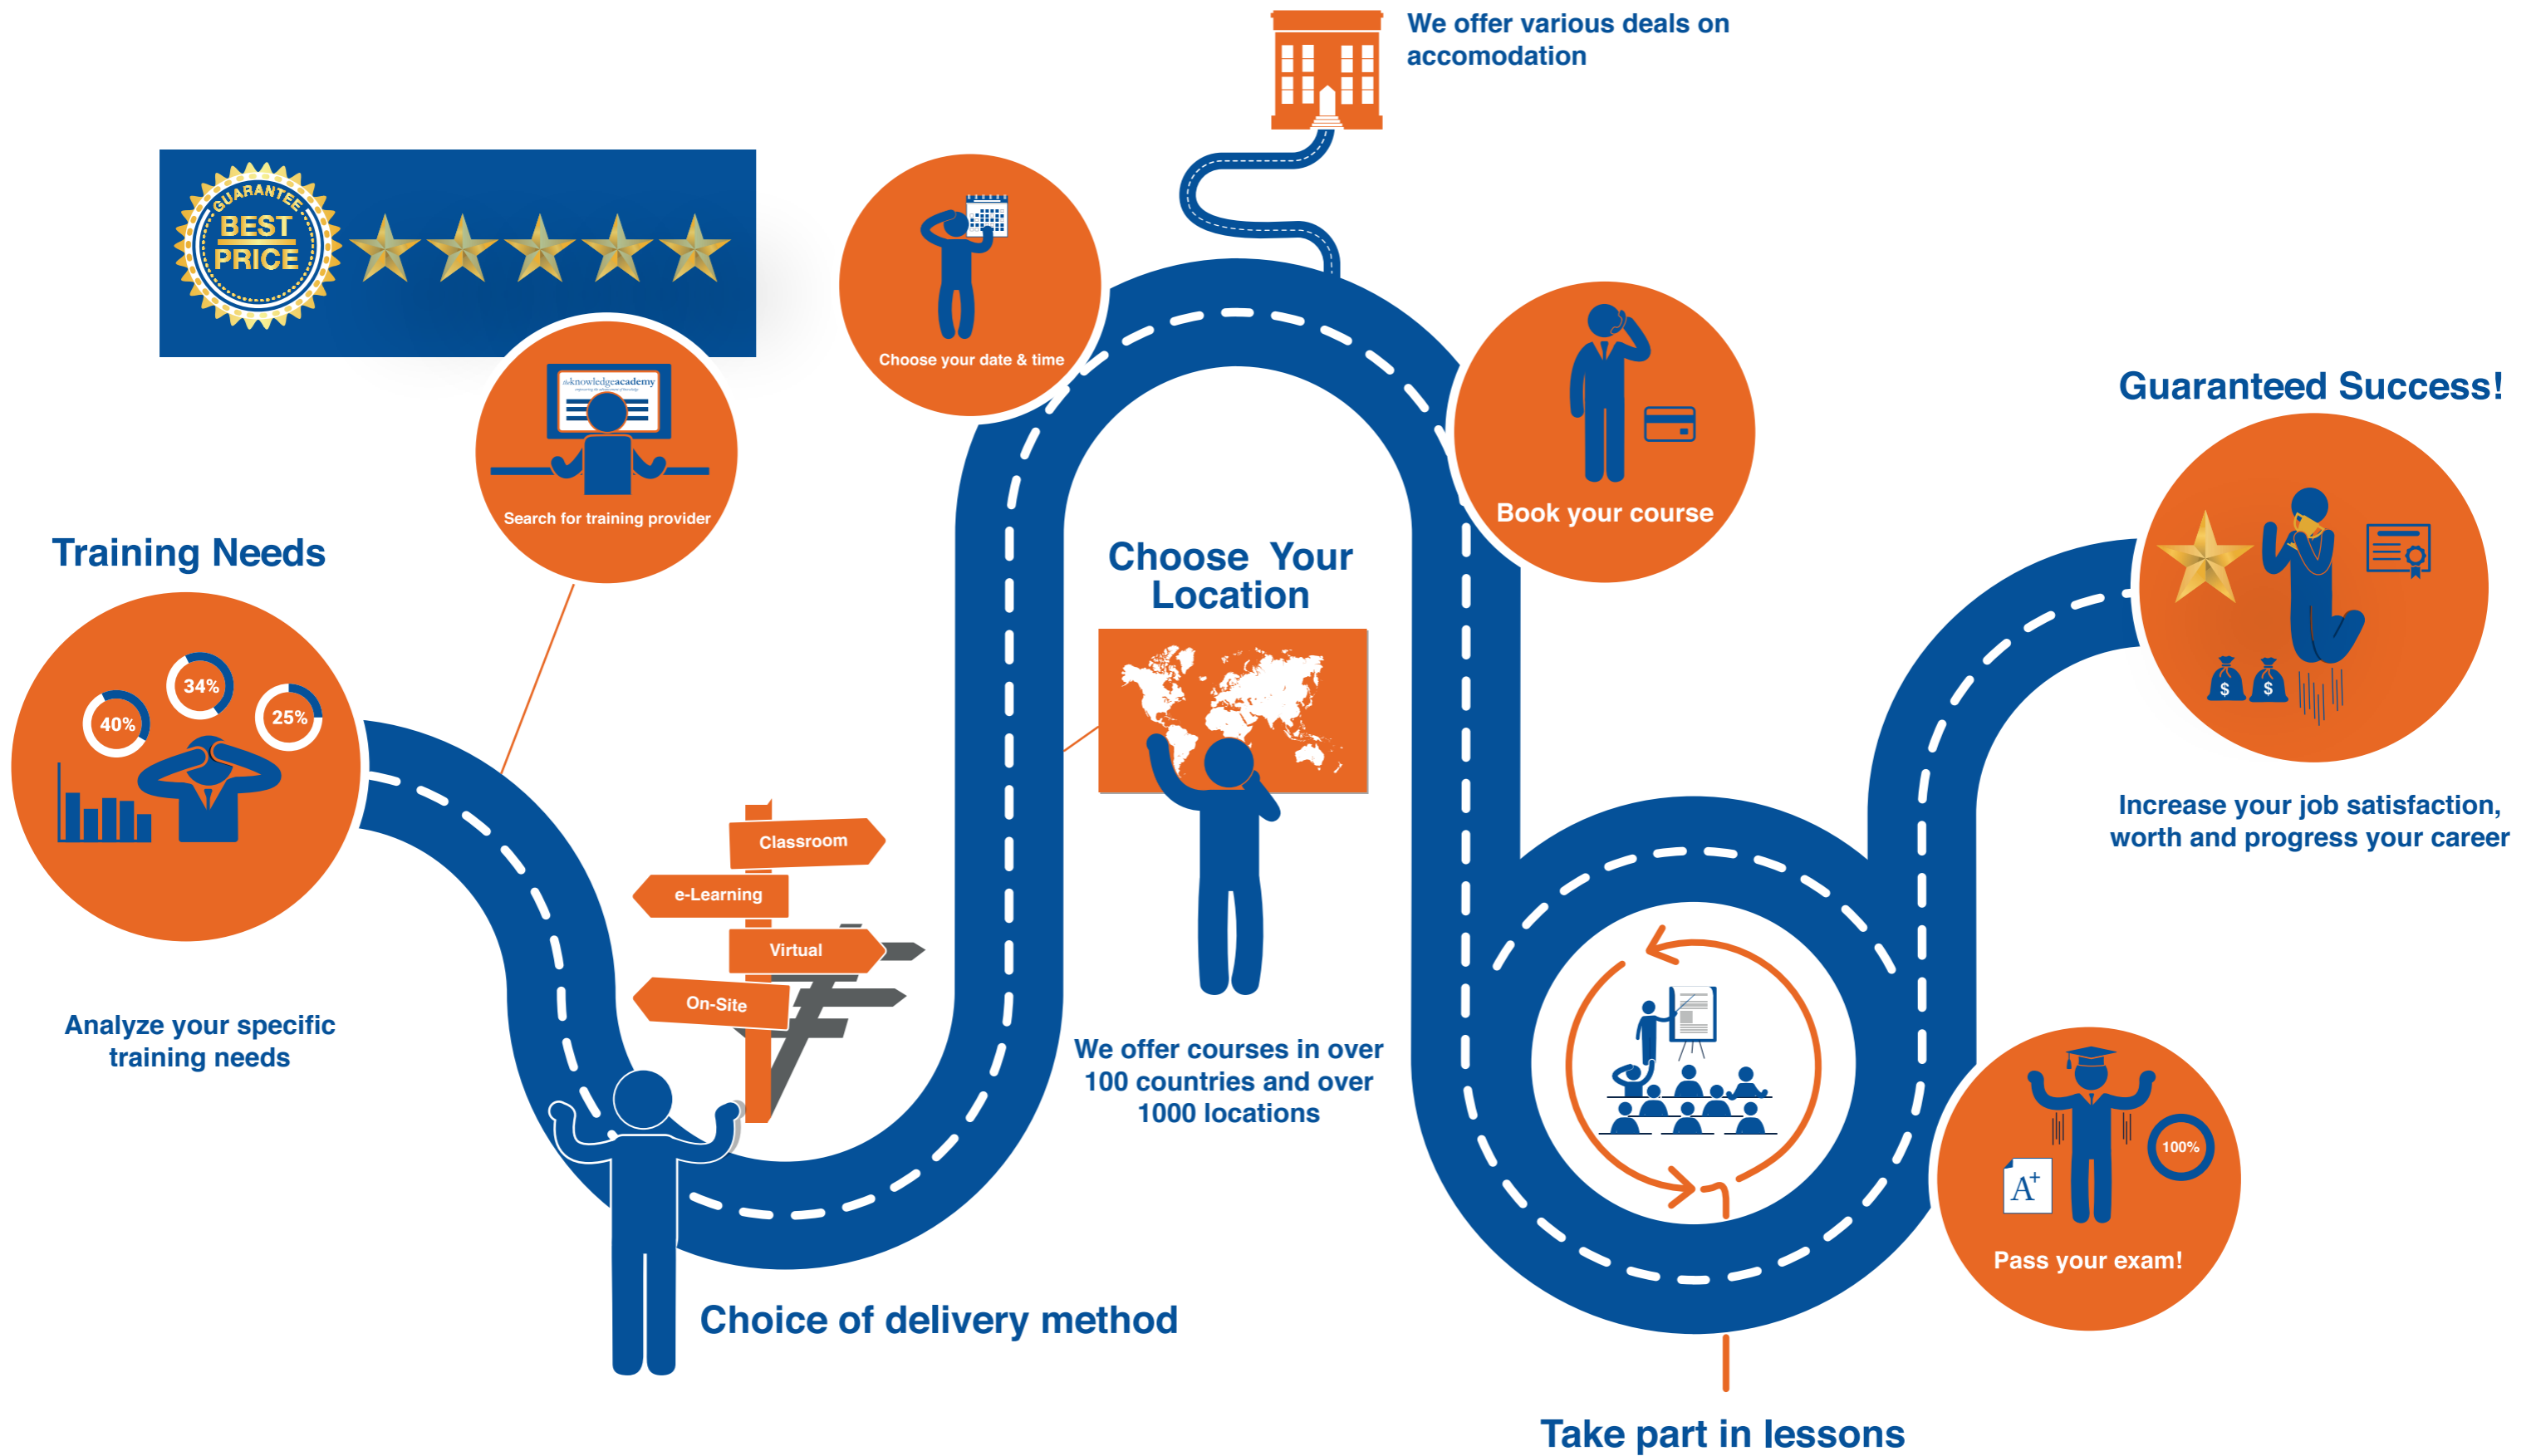 We offer various deals on
accomodation
GUARANTEE
BEST
PRICE
Choose your date & time
theknowledgeacademy
Search for training provider
Book your course
Guaranteed Success!
Training Needs
34%
40%
25%
Analyze your specific
training needs
Classroom
e-Learning
Virtual
On-Site
Choice of delivery method
Choose Your
Location
We offer courses in over
100 countries and over
1000 locations
$
$
Increase your job satisfaction,
worth and progress your career
A+
100%
Pass your exam!
Take part in lessons